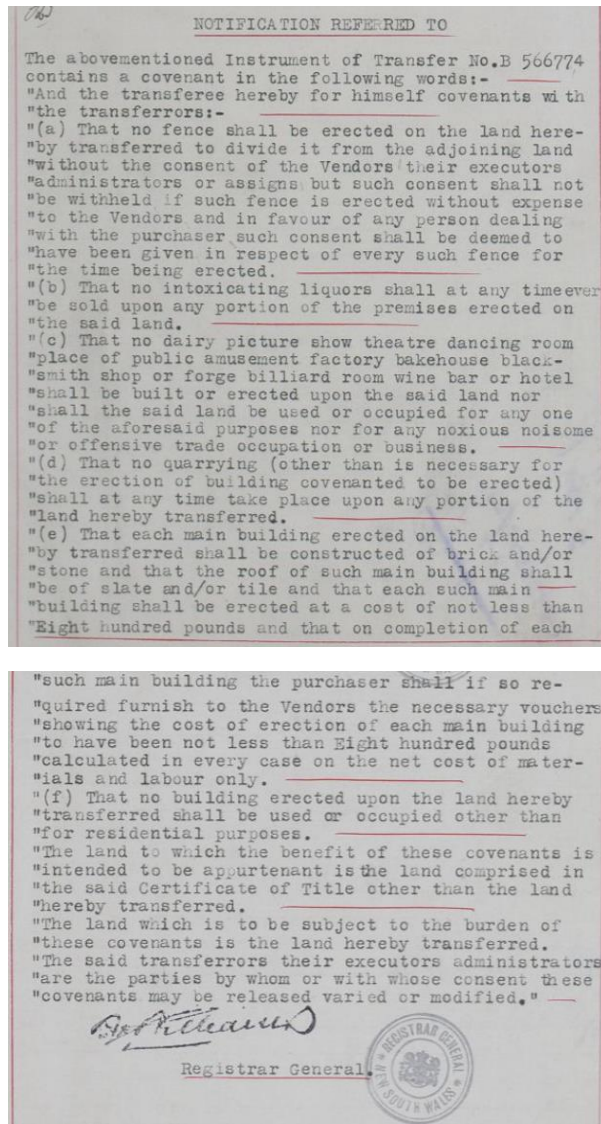 NOTIFICATION REFERRED TO
The abovementioned Instrument of Transfer No.B 566774
contains a covenant in the following words:-
"And the transferee hereby for himself covenants with
"the transferrors:-
"(a) That no fence shall be erected on the land here-
"by transferred to divide it from the adjoining land
"without the consent of the Vendors their executors
"administrators or assigns but such consent shall not
"be withheld if such fence is erected without expense
"to the Vendors and in favour of any person dealing
"with the purchaser such consent shall be deemed to
"have been given in respect of every such fence for
"the time being erected.
"(b) That no intoxicating liquors shall at any timeever
"be sold upon any portion of the premises erected on
"the said land.
"(c) That no dairy picture show theatre dancing room
"place of public amusement factory bakehouse black-
"smith shop or forge billiard room wine bar or hotel
"shall be built or erected upon the said land nor
"shall the said land be used or occupied for any one
"of the aforesaid purposes nor for any noxious noisome
"or offensive trade occupation or business.
"(d) That no quarrying (other than is necessary for
"the erection of building covenanted to be erected)
"shall at any time take place upon any portion of the
"land hereby transferred.
"(e) That each main building erected on the land here-
"by transferred shall be constructed of brick and/or
"stone and that the roof of such main building shall
"be of slate and/or tile and that each such main
"building shall be erected at a cost of not less than
"Eight hundred pounds and that on completion of each
"such main building the purchaser shall if so re-
"quired furnish to the Vendors the necessary vouchers
"showing the cost of erection of each main building
"to have been not less than Eight hundred pounds
"calculated in every case on the net cost of mater-
"ials and labour only.
"(f) That no building erected upon the land hereby
"transferred shall be used or occupied other than
"for residential purposes.
"The land to which the benefit of these covenants is
"intended to be appurtenant is the land comprised in
"the said Certificate of Title other than the land
"hereby transferred.
"The land which is to be subject to the burden of
"these covenants is the land hereby transferred.
"The said transferrors their executors administrators
"are the parties by whom or with whose consent these
"covenants may be released varied or modified."
Registrar General.
REGISTRAR GENERAL
NEW SOUTH WALES